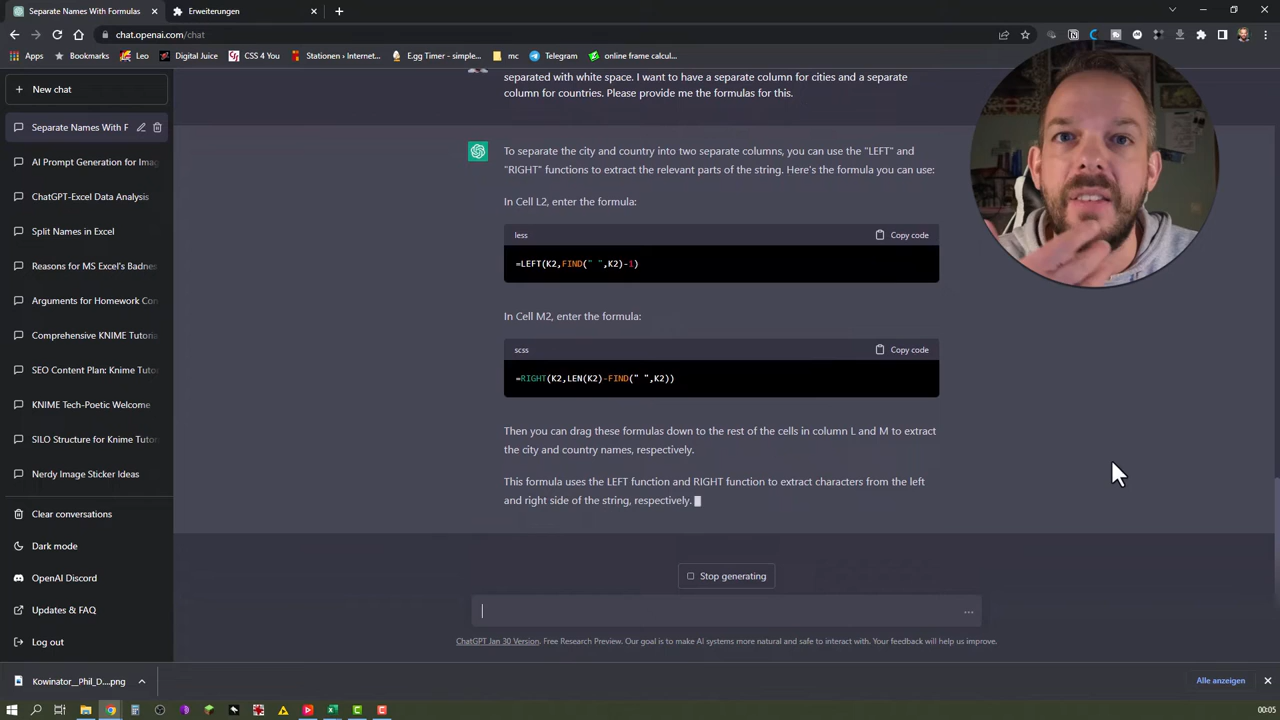 Separate Names With Formulas
Erweiterungen
chat.openai.com/chat
Apps
Bookmarks
Leo
Digital Juice
CSS 4 You
Stationen ‹ Intranet...
Egg Timer - simple...
mc
Telegram
online frame calcul...
New chat
Separate Names With F
AI Prompt Generation for Imag
ChatGPT-Excel Data Analysis
Split Names in Excel
Reasons for MS Excel's Badnes
Arguments for Homework Con
Comprehensive KNIME Tutoria
SEO Content Plan: KNIME Tuto
KNIME Tech-Poetic Welcome
SILO Structure for Knime Tutor
Nerdy Image Sticker Ideas
Clear conversations
Dark mode
OpenAI Discord
Updates & FAQ
Log out
separated with white space. I want to have a separate column for cities and a separate
column for countries. Please provide me the formulas for this.
To separate the city and country into two separate columns, you can use the "LEFT" and
"RIGHT" functions to extract the relevant parts of the string. Here's the formula you can use:
In Cell L2, enter the formula:
less
Copy code
=LEFT(K2,FIND(" ",K2)-1)
In Cell M2, enter the formula:
scss
Copy code
=RIGHT(K2,LEN(K2)-FIND(" ",K2))
Then you can drag these formulas down to the rest of the cells in column L and M to extract
the city and country names, respectively.
This formula uses the LEFT function and RIGHT function to extract characters from the left
and right side of the string, respectively.
Stop generating
ChatGPT Jan 30 Version. Free Research Preview. Our goal is to make AI systems more natural and safe to interact with. Your feedback will help us improve.
Kowinator__Phil_D....png
Alle anzeigen
00:05